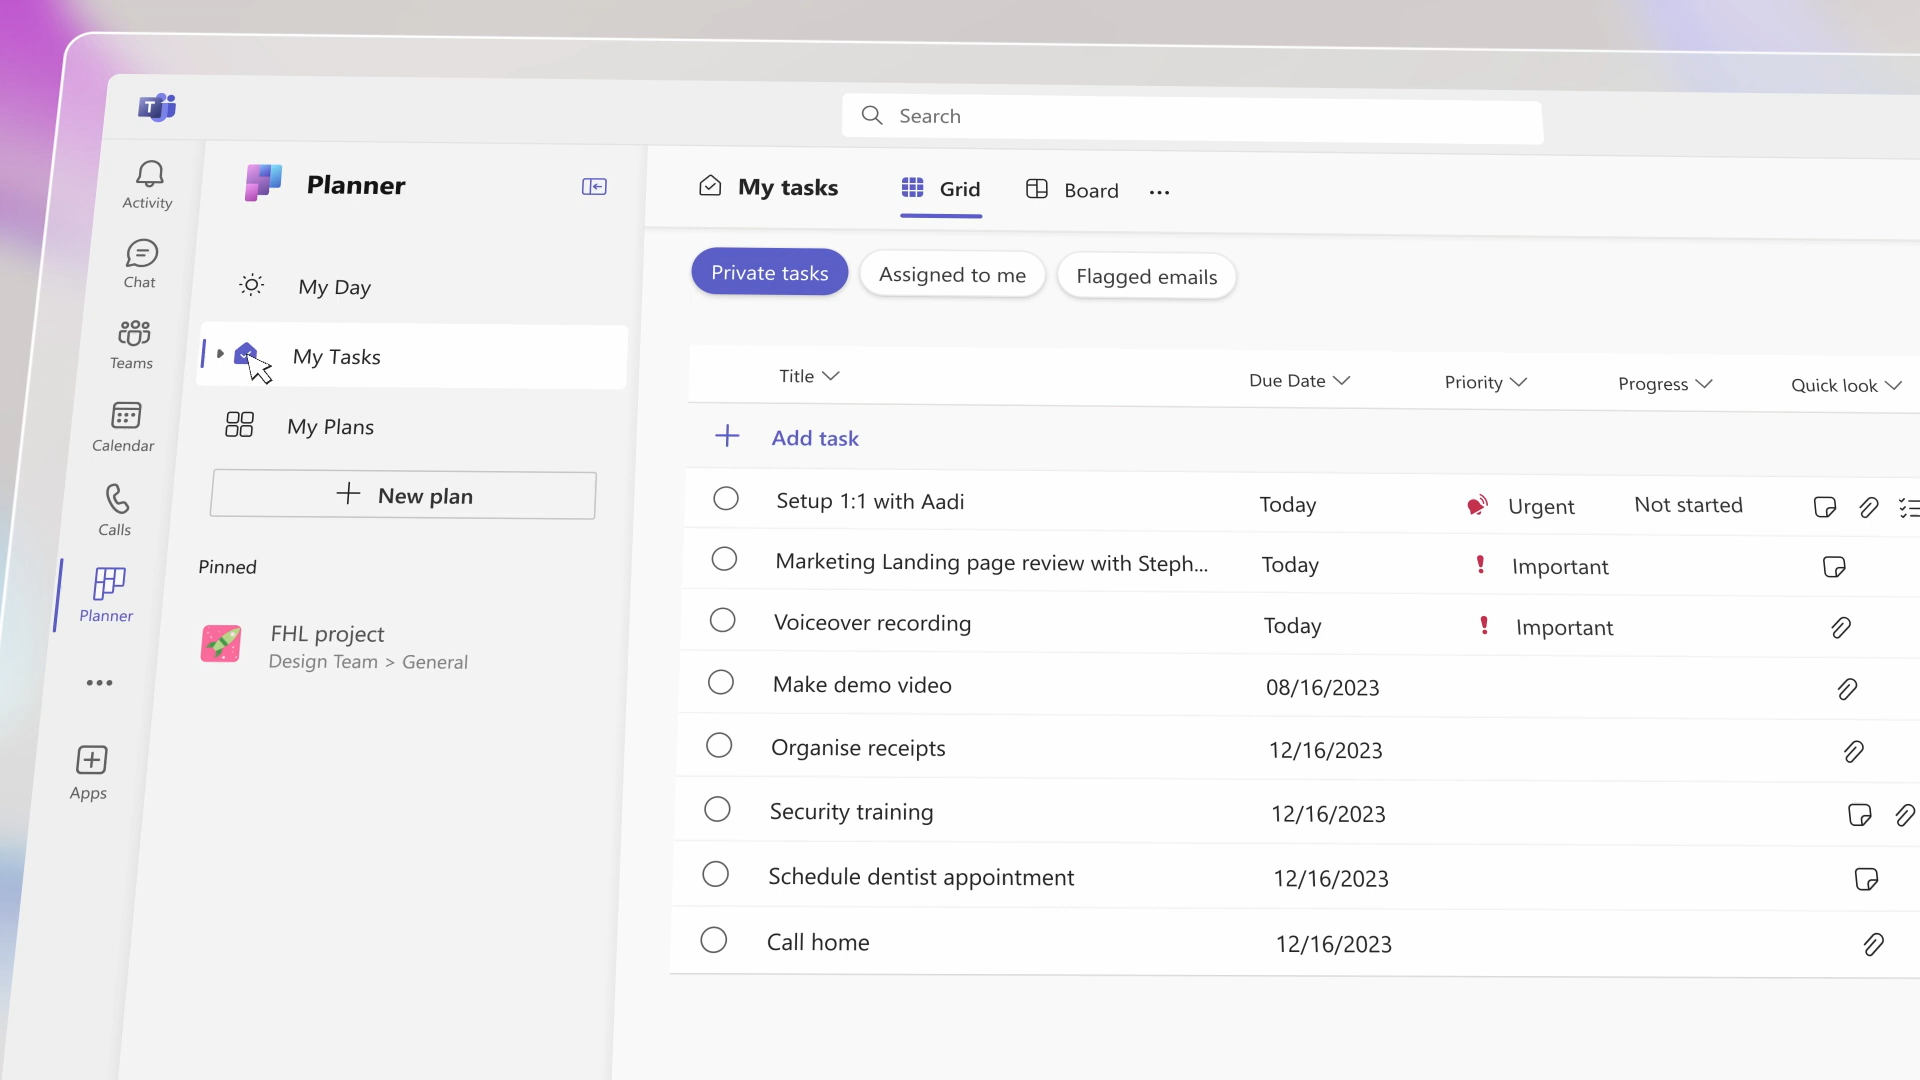 T
Search
Activity
Chat
Teams
Calendar
Calls
Planner
Apps
Planner
My Day
My Tasks
My Plans
New plan
Pinned
FHL project
Design Team > General
My tasks
Grid
Board
Private tasks
Assigned to me
Flagged emails
Title Due Date Priority Progress Quick look
Add task
Setup 1:1 with Aadi Today Urgent Not started
Marketing Landing page review with Steph... Today Important
Voiceover recording Today Important
Make demo video 08/16/2023
Organise receipts 12/16/2023
Security training 12/16/2023
Schedule dentist appointment 12/16/2023
Call home 12/16/2023